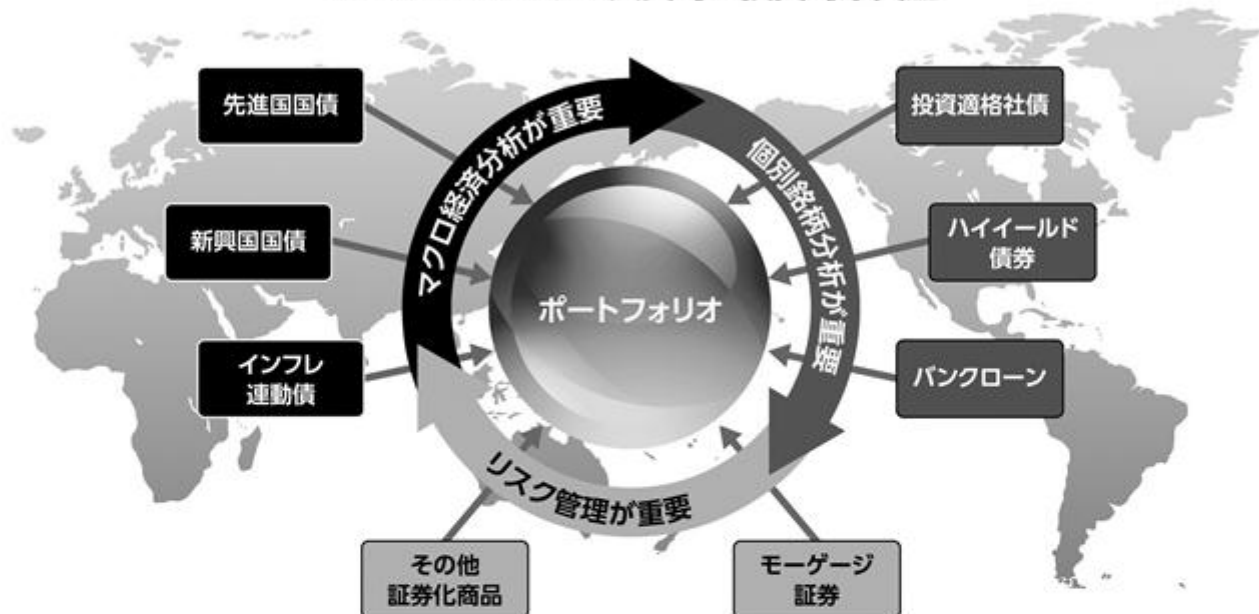 先進国国債
投資適格社債
マクロ経済分析が重要
個別銘柄分析が重要
新興国国債
ハイイールド
債券
ポートフォリオ
インフレ
連動債
バンクローン
リスク管理が重要
その他
証券化商品
モーゲージ
証券